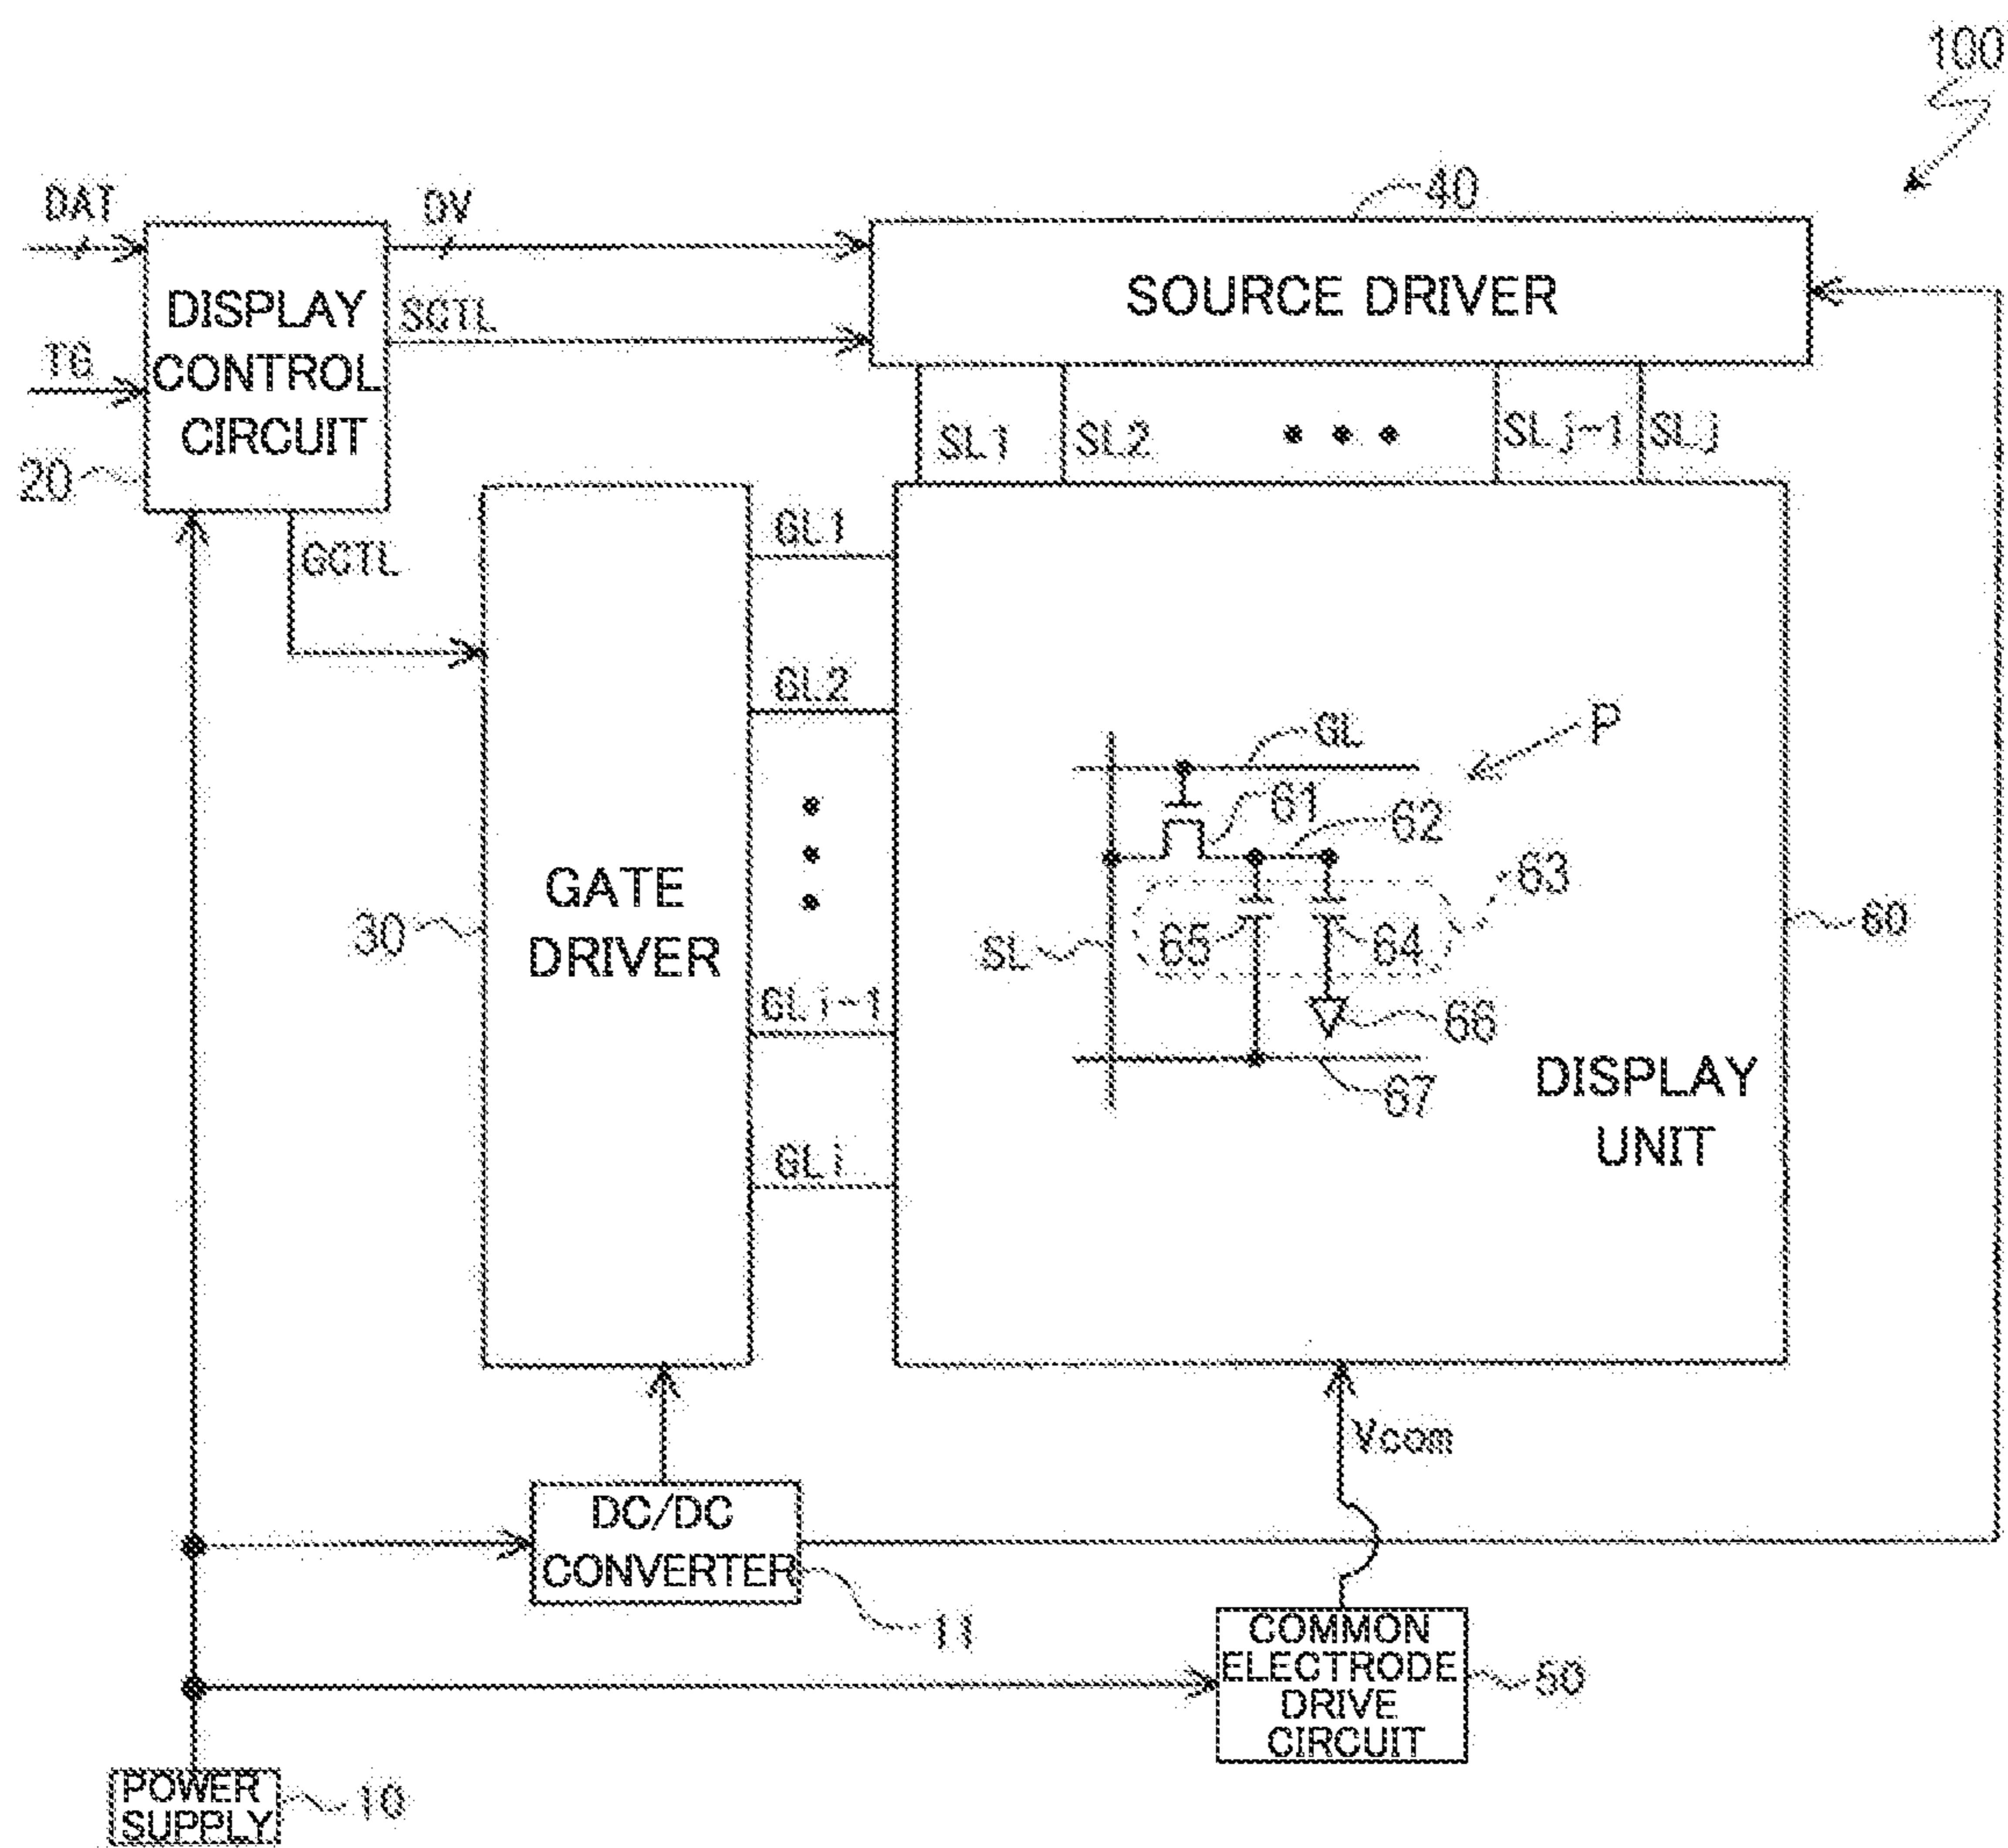 100
DAT
DV
40
DISPLAY
CONTROL
CIRCUIT
SOURCE DRIVER
SCTL
TG
20
SL1
SL2
SLj-1
SLj
GCTL
GL1
GL2
GL
P
61
62
63
GATE
DRIVER
30
SL
65
64
60
66
67
GLi-1
DISPLAY
UNIT
GLi
Vcom
DC/DC
CONVERTER
11
COMMON
ELECTRODE
DRIVE
CIRCUIT
50
POWER
SUPPLY
10